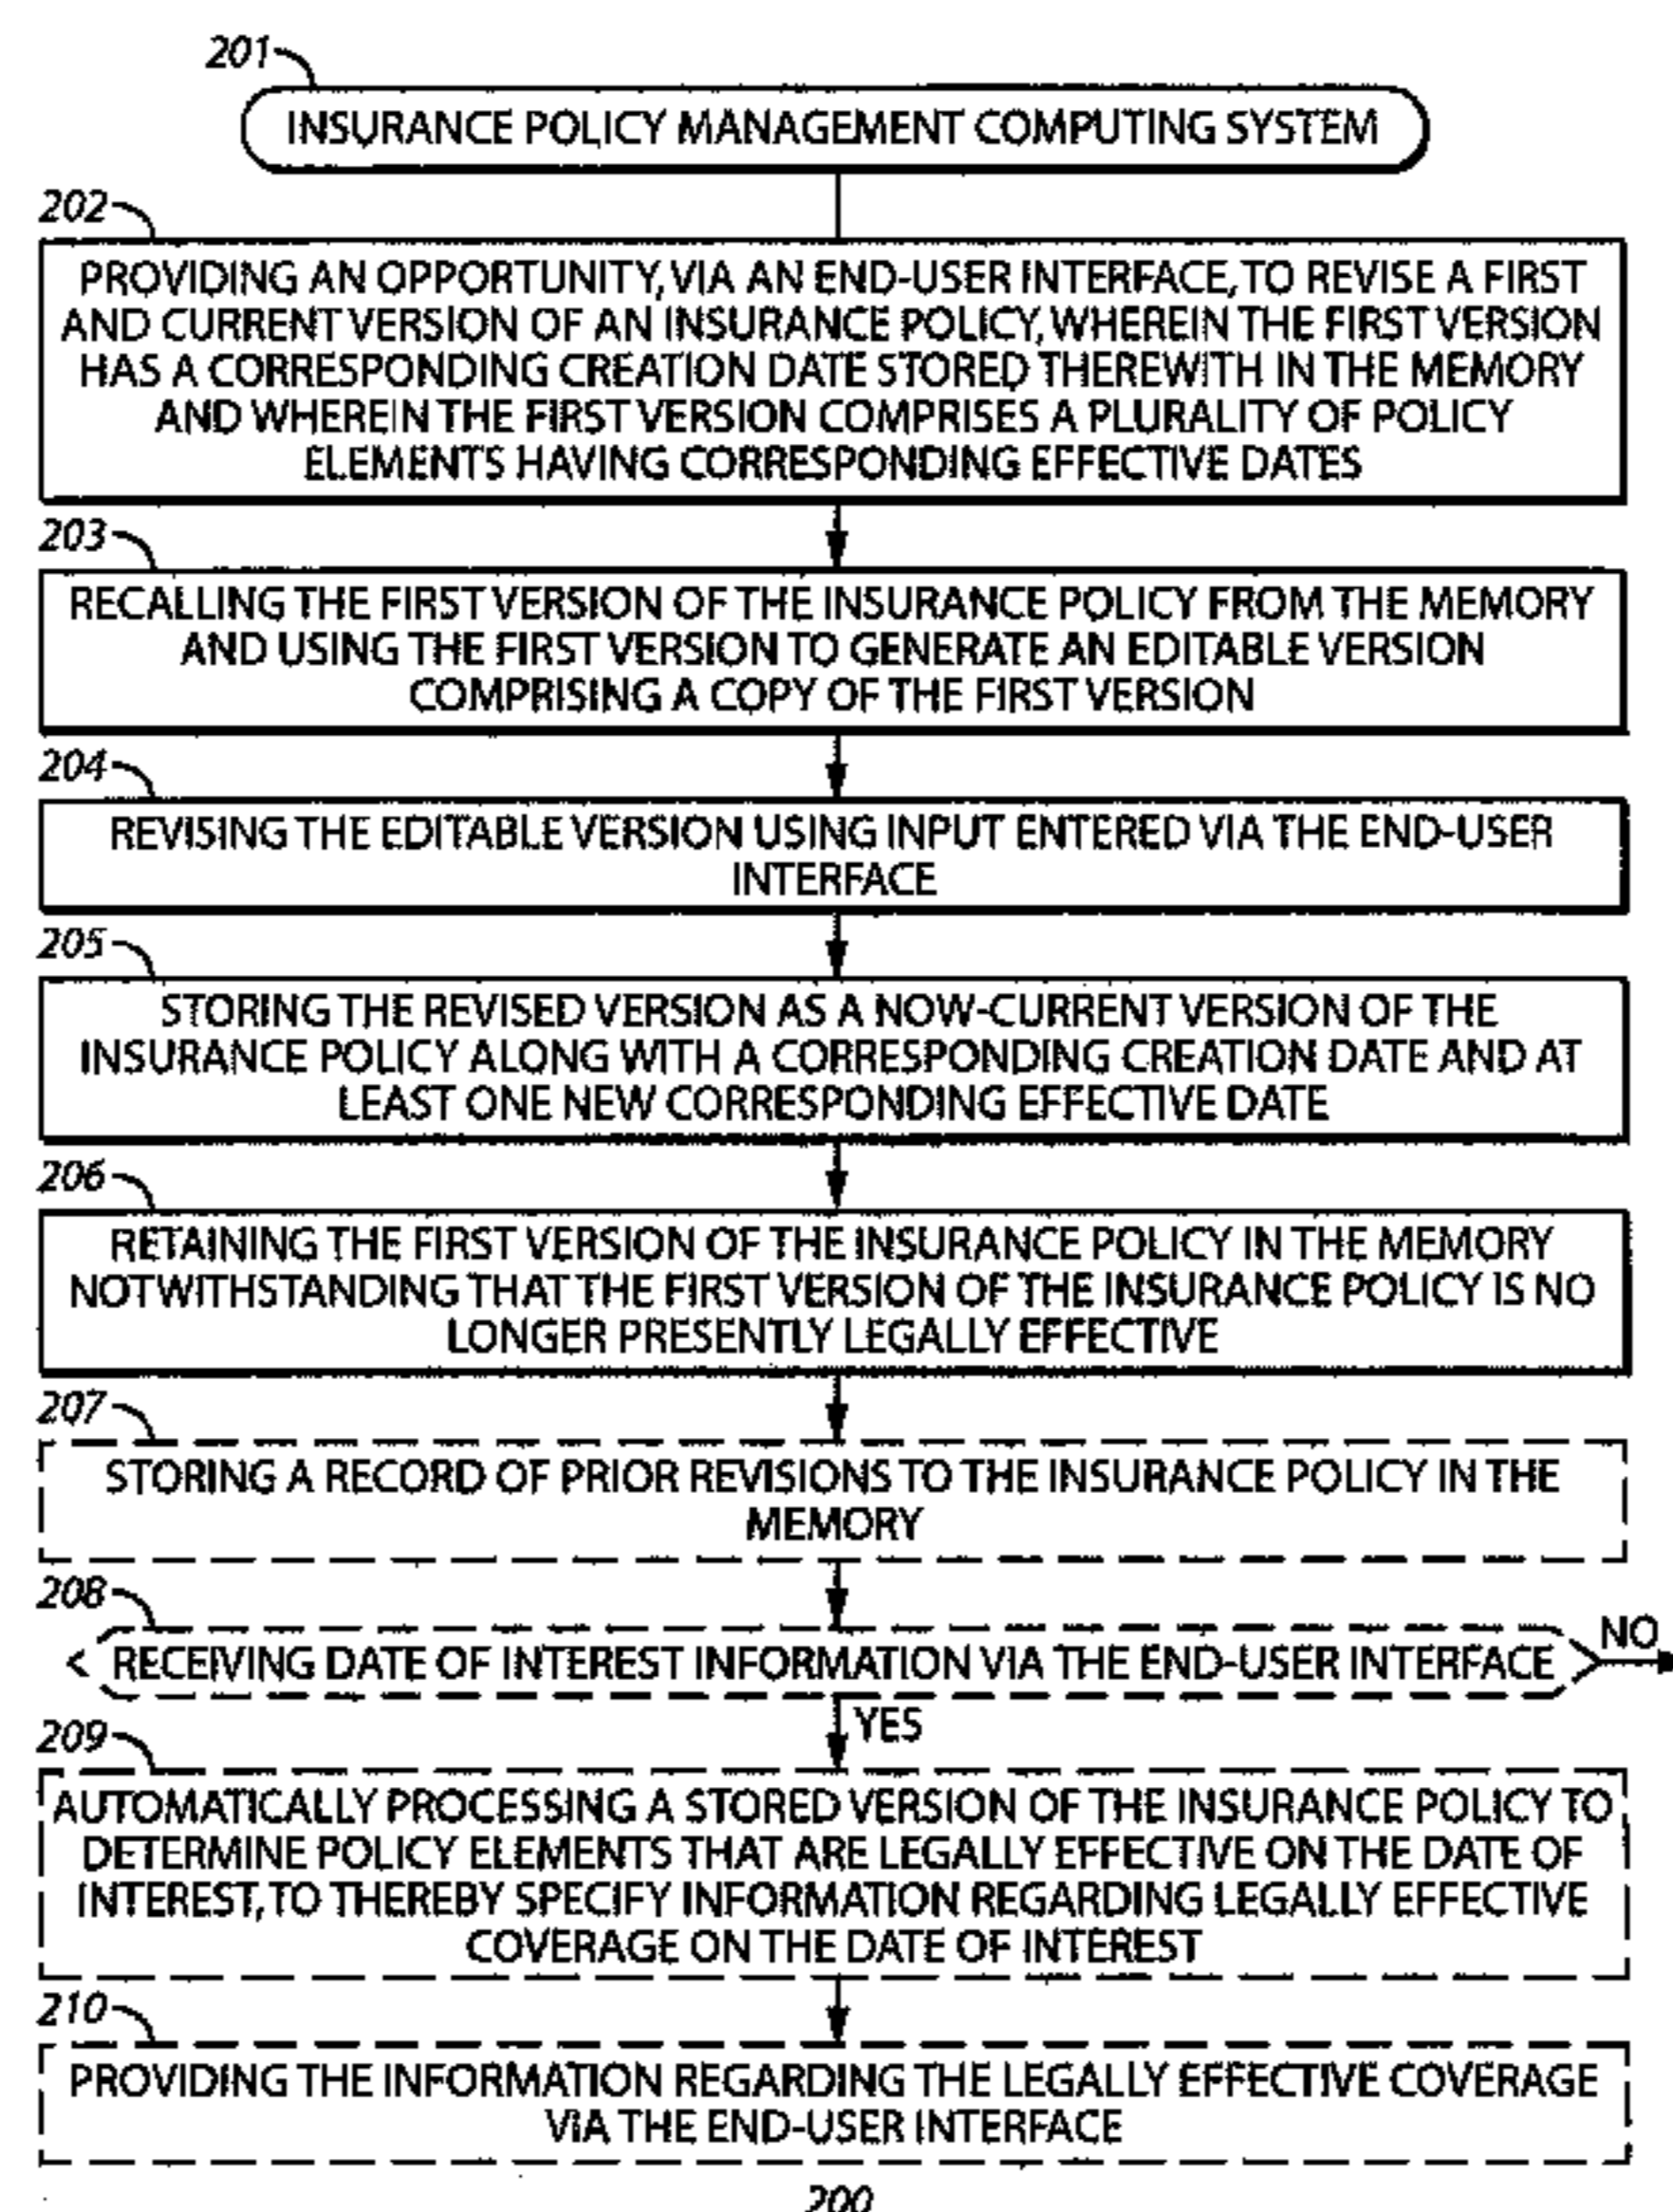 201
INSURANCE POLICY MANAGEMENT COMPUTING SYSTEM
202
PROVIDING AN OPPORTUNITY, VIA AN END-USER INTERFACE, TO REVISE A FIRST
AND CURRENT VERSION OF AN INSURANCE POLICY, WHEREIN THE FIRST VERSION
HAS A CORRESPONDING CREATION DATE STORED THEREWITH IN THE MEMORY
AND WHEREIN THE FIRST VERSION COMPRISES A PLURALITY OF POLICY
ELEMENTS HAVING CORRESPONDING EFFECTIVE DATES
203
RECALLING THE FIRST VERSION OF THE INSURANCE POLICY FROM THE MEMORY
AND USING THE FIRST VERSION TO GENERATE AN EDITABLE VERSION
COMPRISING A COPY OF THE FIRST VERSION
204
REVISING THE EDITABLE VERSION USING INPUT ENTERED VIA THE END-USER
INTERFACE
205
STORING THE REVISED VERSION AS A NOW-CURRENT VERSION OF THE
INSURANCE POLICY ALONG WITH A CORRESPONDING CREATION DATE AND AT
LEAST ONE NEW CORRESPONDING EFFECTIVE DATE
206
RETAINING THE FIRST VERSION OF THE INSURANCE POLICY IN THE MEMORY
NOTWITHSTANDING THAT THE FIRST VERSION OF THE INSURANCE POLICY IS NO
LONGER PRESENTLY LEGALLY EFFECTIVE
207
STORING A RECORD OF PRIOR REVISIONS TO THE INSURANCE POLICY IN THE
MEMORY
208
RECEIVING DATE OF INTEREST INFORMATION VIA THE END-USER INTERFACE
NO
YES
209
AUTOMATICALLY PROCESSING A STORED VERSION OF THE INSURANCE POLICY TO
DETERMINE POLICY ELEMENTS THAT ARE LEGALLY EFFECTIVE ON THE DATE OF
INTEREST, TO THEREBY SPECIFY INFORMATION REGARDING LEGALLY EFFECTIVE
COVERAGE ON THE DATE OF INTEREST
210
PROVIDING THE INFORMATION REGARDING THE LEGALLY EFFECTIVE COVERAGE
VIA THE END-USER INTERFACE
200